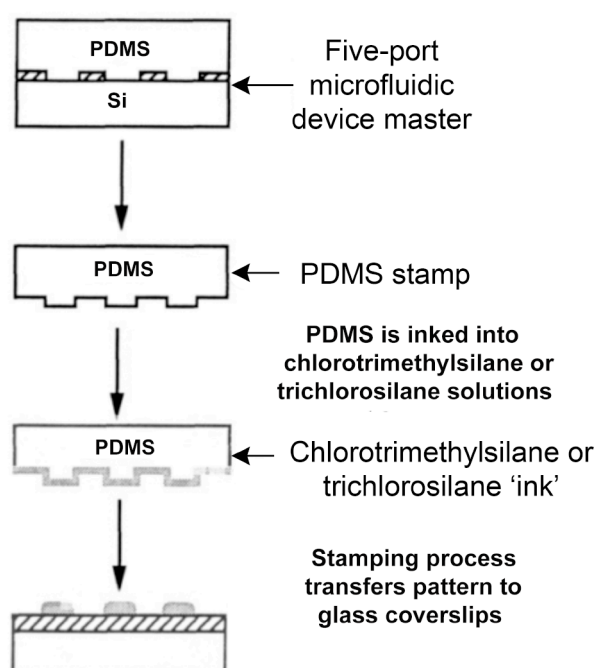 PDMS
Si
Five-port
microfluidic
device master
PDMS
PDMS stamp
PDMS is inked into
chlorotrimethylsilane or
trichlorosilane solutions
PDMS
Chlorotrimethylsilane or
trichlorosilane ‘ink’
Stamping process
transfers pattern to
glass coverslips